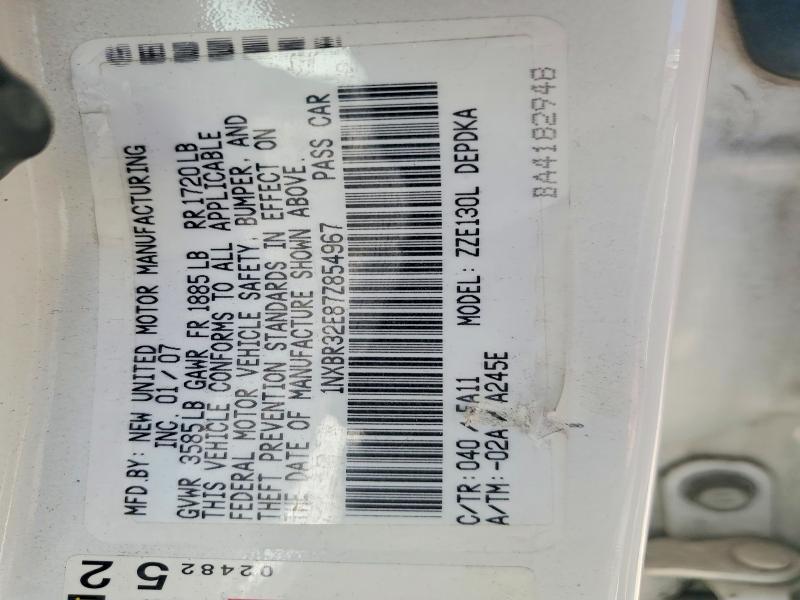 MFD.BY: NEW UNITED MOTOR MANUFACTURING
INC. 01/07
GVWR 3585LB GAWR FR 1885LB RR1720LB
THIS VEHICLE CONFORMS TO ALL APPLICABLE
FEDERAL MOTOR VEHICLE SAFETY, BUMPER, AND
THEFT PREVENTION STANDARDS IN EFFECT ON
THE DATE OF MANUFACTURE SHOWN ABOVE.
1NXBR32E87Z854967 PASS CAR
C/TR: 040 / FA11 MODEL: ZZE130L DEPDKA
A/TM: -02A / A245E
BA4182948
02482
2
5